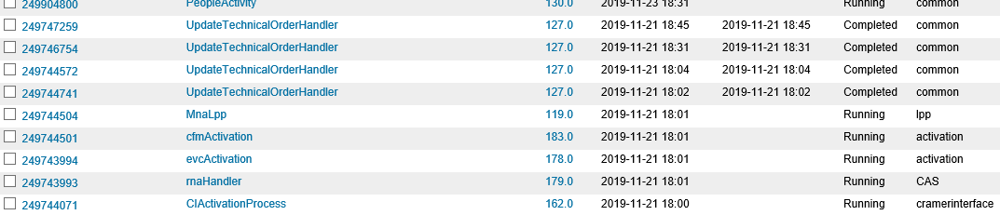 249904800 PeopleActivity 130.0 2019-11-23 18:31 Running common
249747259 UpdateTechnicalOrderHandler 127.0 2019-11-21 18:45 2019-11-21 18:45 Completed common
249746754 UpdateTechnicalOrderHandler 127.0 2019-11-21 18:31 2019-11-21 18:31 Completed common
249744572 UpdateTechnicalOrderHandler 127.0 2019-11-21 18:04 2019-11-21 18:04 Completed common
249744741 UpdateTechnicalOrderHandler 127.0 2019-11-21 18:02 2019-11-21 18:02 Completed common
249744504 MnaLpp 119.0 2019-11-21 18:01 Running lpp
249744501 cfmActivation 183.0 2019-11-21 18:01 Running activation
249743994 evcActivation 178.0 2019-11-21 18:01 Running activation
249743993 rnaHandler 179.0 2019-11-21 18:01 Running CAS
249744071 CIActivationProcess 162.0 2019-11-21 18:00 Running cramerinterface